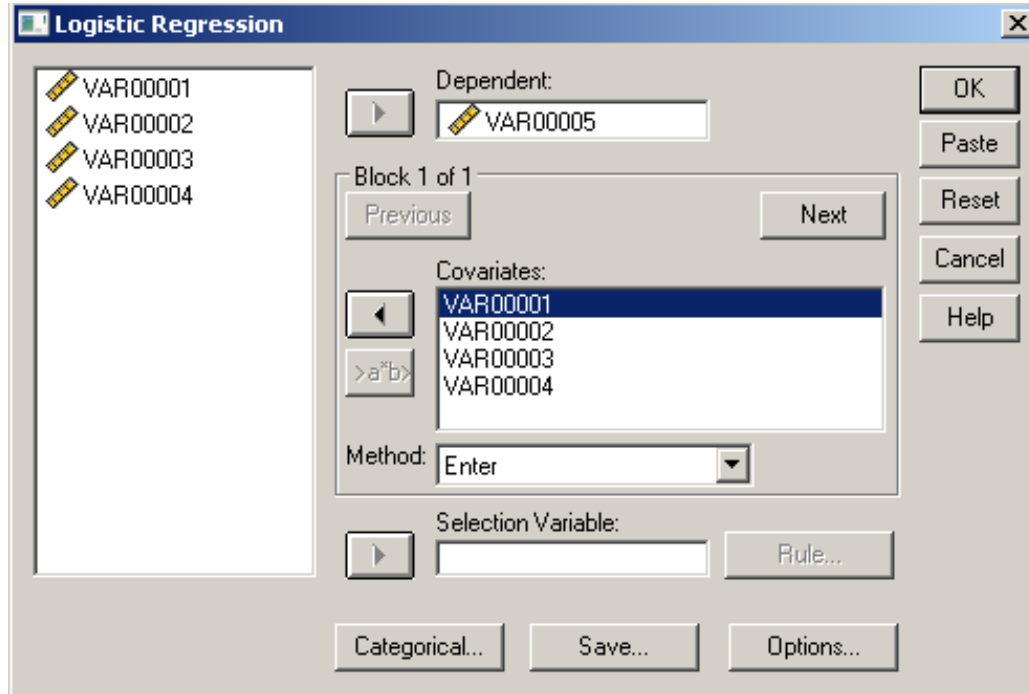 Logistic Regression
VAR00001
VAR00002
VAR00003
VAR00004
Dependent:
VAR00005
Block 1 of 1
Previous
Next
Covariates:
VAR00001
VAR00002
VAR00003
VAR00004
>a*b>
Method:
Enter
Selection Variable:
Rule...
Categorical...
Save...
Options...
OK
Paste
Reset
Cancel
Help